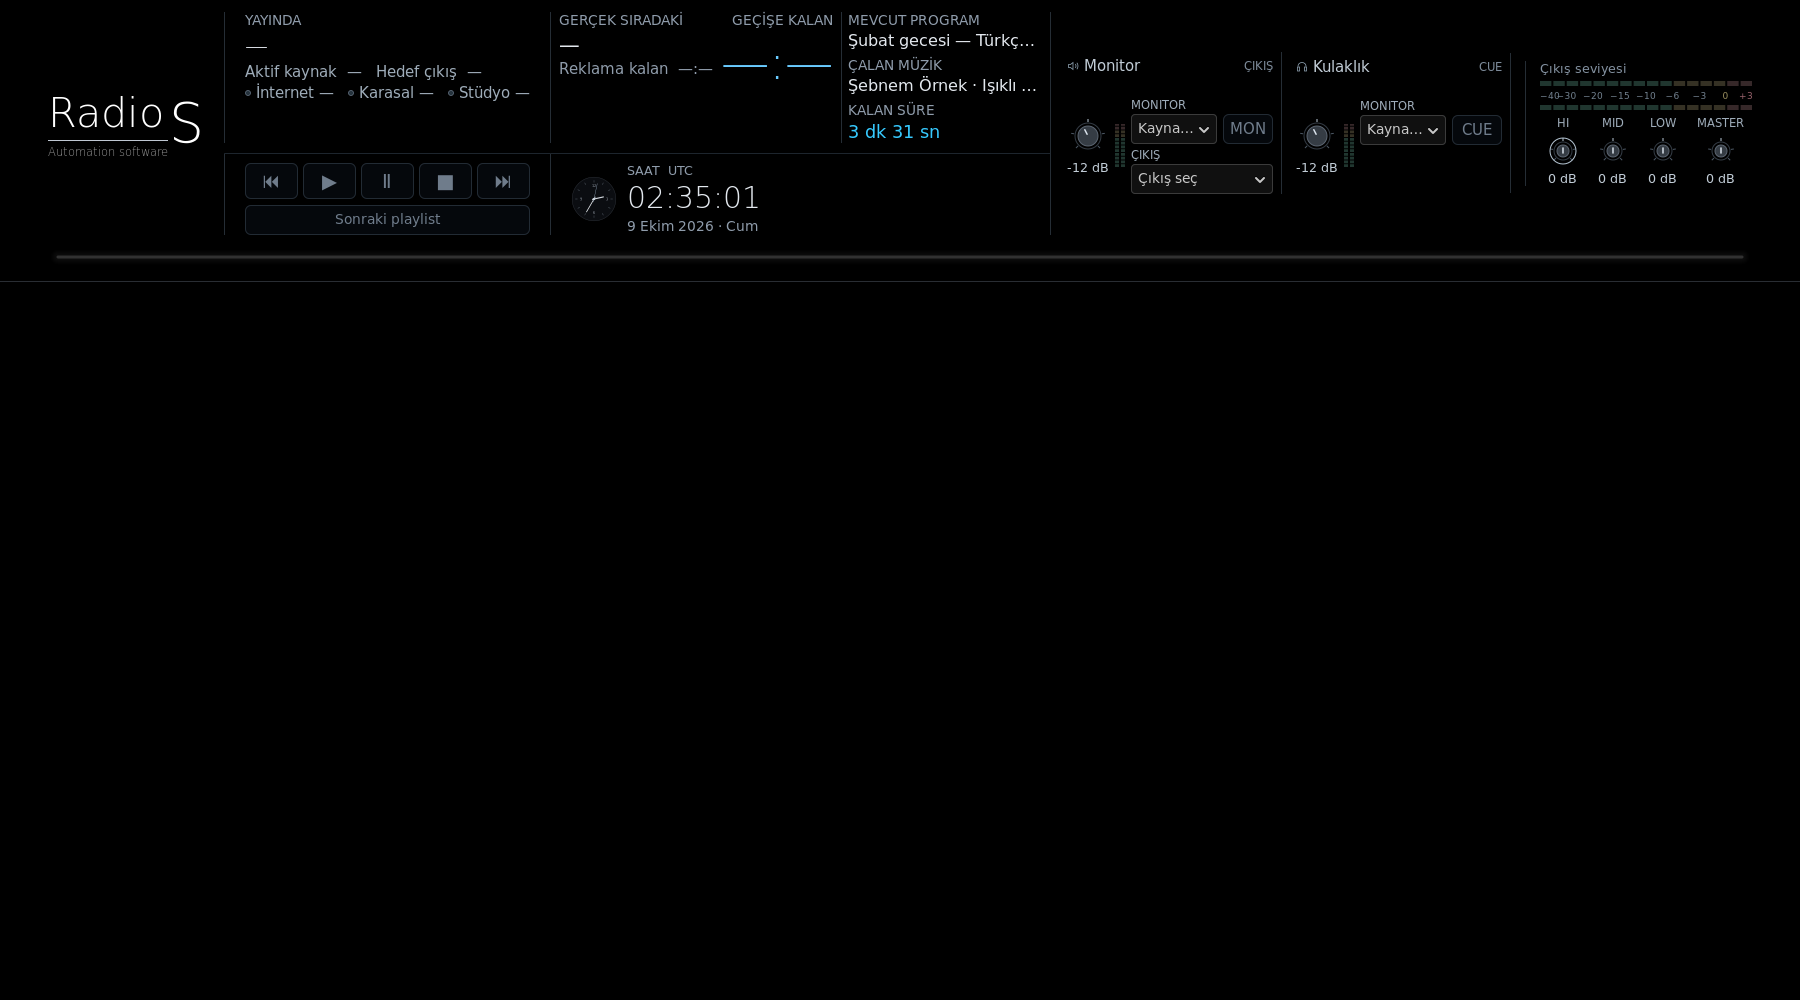 Radio S
Automation software
YAYINDA
—
Aktif kaynak — Hedef çıkış —
İnternet — Karasal — Stüdyo —
Sonraki playlist
GERÇEK SIRADAKİ
—
Reklama kalan —:—
GEÇİŞE KALAN
—:—
MEVCUT PROGRAM
Şubat gecesi — Türkç…
ÇALAN MÜZİK
Şebnem Örnek · Işıklı …
KALAN SÜRE
3 dk 31 sn
SAAT UTC
02:35:01
9 Ekim 2026 · Cum
Monitor ÇIKIŞ
MONITOR
Kayna… MON
-12 dB
ÇIKIŞ
Çıkış seç
Kulaklık CUE
MONITOR
Kayna… CUE
-12 dB
Çıkış seviyesi
−40 −30 −20 −15 −10 −6 −3 0 +3
HI MID LOW MASTER
0 dB 0 dB 0 dB 0 dB